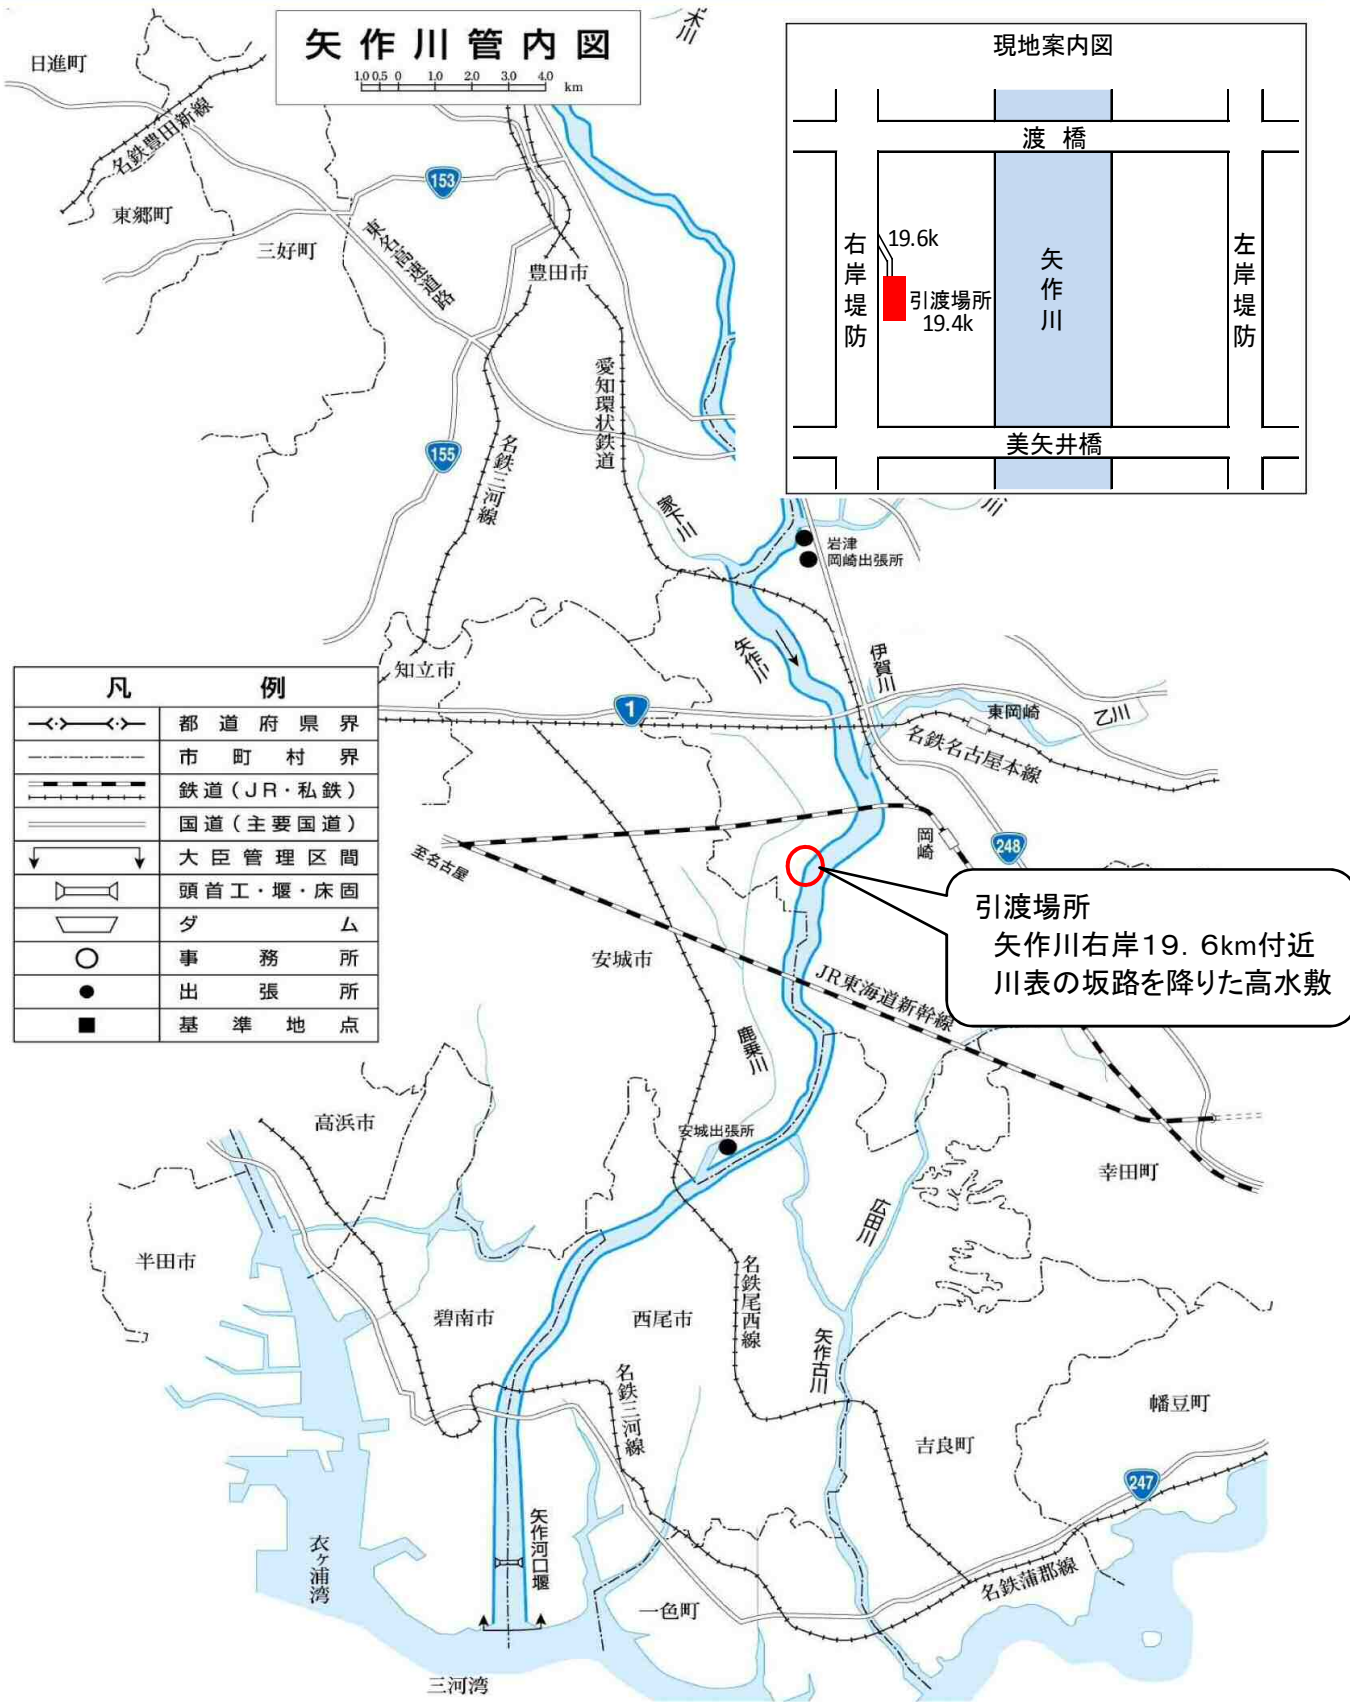 矢作川管内図
1.0 0.5 0 1.0 2.0 3.0 4.0 km
木川
日進町
名鉄豊田新線
東郷町
三好町
153
東名高速道路
豊田市
愛知環状鉄道
155
名鉄三河線
家下川
現地案内図
渡橋
右岸堤防
19.6k
引渡場所
19.4k
矢作川
左岸堤防
美矢井橋
川
岩津
岡崎出張所
矢作川
伊賀川
知立市
1
東岡崎
乙川
名鉄名古屋本線
凡例
都道府県界
市町村界
鉄道(JR・私鉄)
国道(主要国道)
大臣管理区間
頭首工・堰・床固
ダム
事務所
出張所
基準地点
至名古屋
岡崎
248
引渡場所
矢作川右岸19.6km付近
川表の坂路を降りた高水敷
安城市
JR東海道新幹線
鹿乗川
高浜市
安城出張所
幸田町
広田川
半田市
碧南市
西尾市
名鉄尾西線
矢作古川
名鉄三河線
幡豆町
吉良町
247
矢作河口堰
衣ヶ浦湾
一色町
名鉄蒲郡線
三河湾